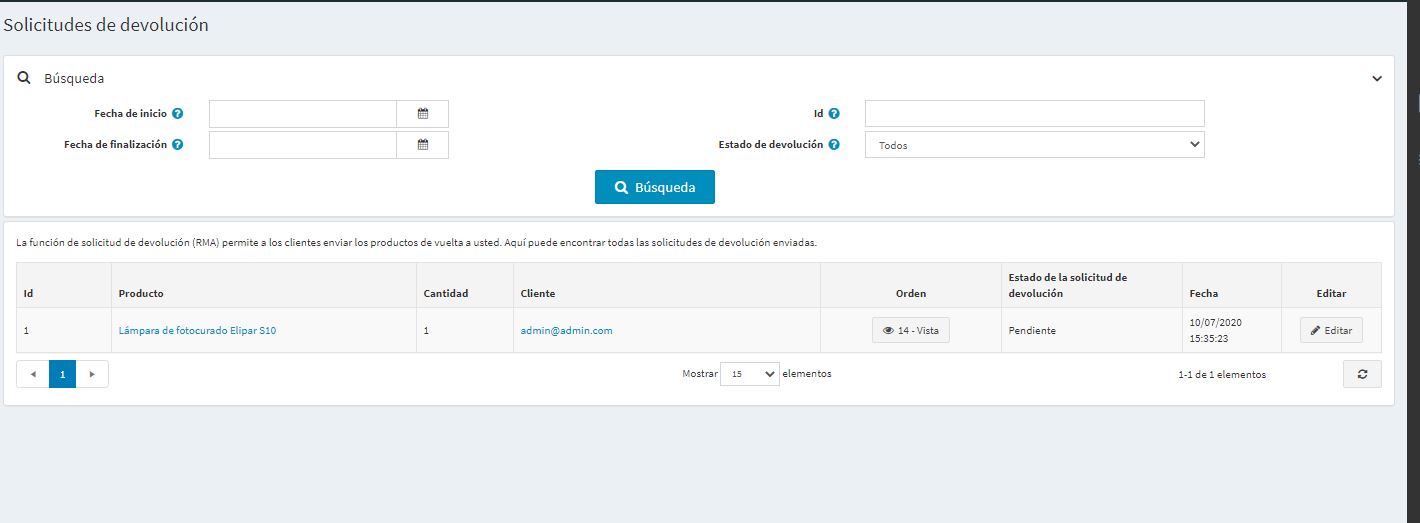 Solicitudes de devolución
Búsqueda
Fecha de inicio ?
Id ?
Fecha de finalización ?
Estado de devolución ? Todos
Búsqueda
La función de solicitud de devolución (RMA) permite a los clientes enviar los productos de vuelta a usted. Aquí puede encontrar todas las solicitudes de devolución enviadas.
Id Producto Cantidad Cliente Orden Estado de la solicitud de devolución Fecha Editar
1 Lámpara de fotocurado Elipar S10 1 admin@admin.com 14 - Vista Pendiente 10/07/2020 15:35:23 Editar
1 Mostrar 15 elementos 1-1 de 1 elementos